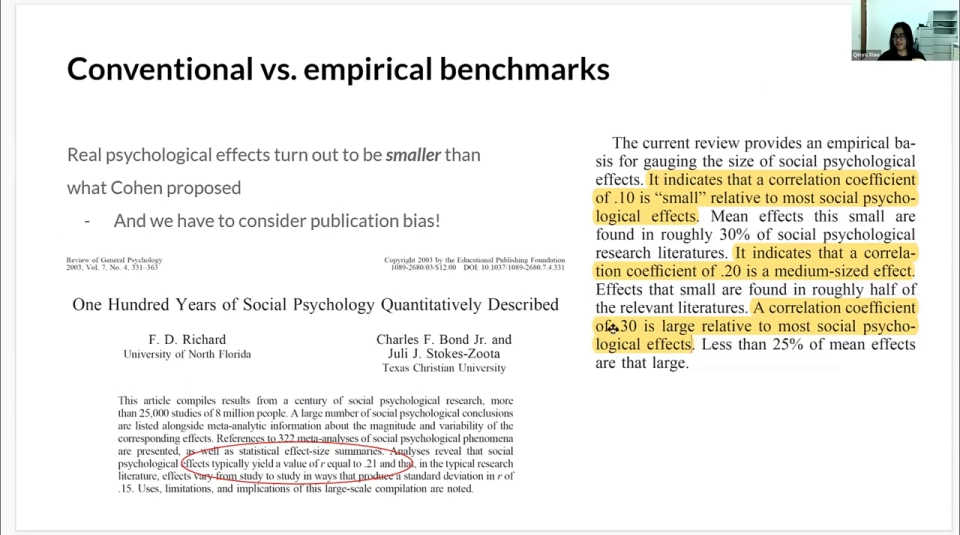 Conventional vs. empirical benchmarks
Real psychological effects turn out to be smaller than
what Cohen proposed
- And we have to consider publication bias!
Review of General Psychology
2003, Vol. 7, No. 4, 331–363
Copyright 2003 by the Educational Publishing Foundation
1089-2680/03/$12.00 DOI: 10.1037/1089-2680.7.4.331
One Hundred Years of Social Psychology Quantitatively Described
F. D. Richard
University of North Florida
Charles F. Bond Jr. and
Juli J. Stokes-Zoota
Texas Christian University
This article compiles results from a century of social psychological research, more
than 25,000 studies of 8 million people. A large number of social psychological conclusions
are listed alongside meta-analytic information about the magnitude and variability of the
corresponding effects. References to 322 meta-analyses of social psychological phenomena
are presented, as well as statistical effect-size summaries. Analyses reveal that social
psychological effects typically yield a value of r equal to .21 and that, in the typical research
literature, effects vary from study to study in ways that produce a standard deviation in r of
.15. Uses, limitations, and implications of this large-scale compilation are noted.
The current review provides an empirical ba-
sis for gauging the size of social psychological
effects. It indicates that a correlation coefficient
of .10 is “small” relative to most social psycho-
logical effects. Mean effects this small are
found in roughly 30% of social psychological
research literatures. It indicates that a correla-
tion coefficient of .20 is a medium-sized effect.
Effects that small are found in roughly half of
the relevant literatures. A correlation coefficient
of .30 is large relative to most social psycho-
logical effects. Less than 25% of mean effects
are that large.